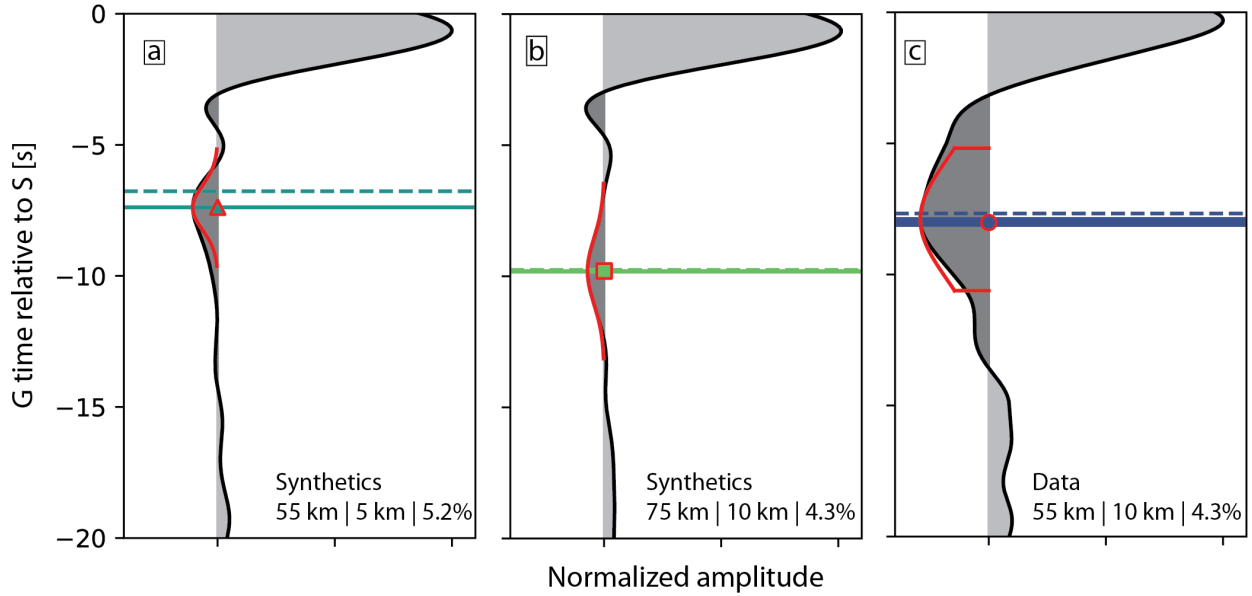 a
b
c
0
−5
−10
−15
−20
G time relative to S [s]
Synthetics
55 km | 5 km | 5.2%
Synthetics
75 km | 10 km | 4.3%
Data
55 km | 10 km | 4.3%
Normalized amplitude